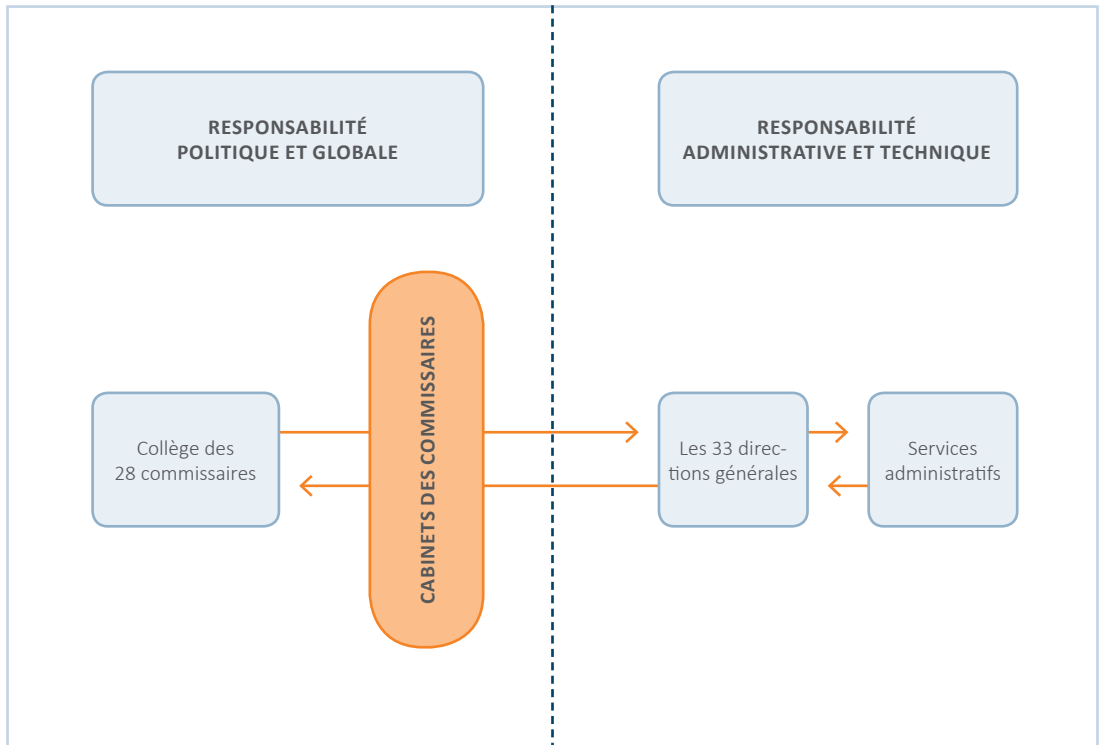 RESPONSABILITÉ
POLITIQUE ET GLOBALE
RESPONSABILITÉ
ADMINISTRATIVE ET TECHNIQUE
Collège des
28 commissaires
CABINETS DES COMMISSAIRES
Les 33 direc-
tions générales
Services
administratifs